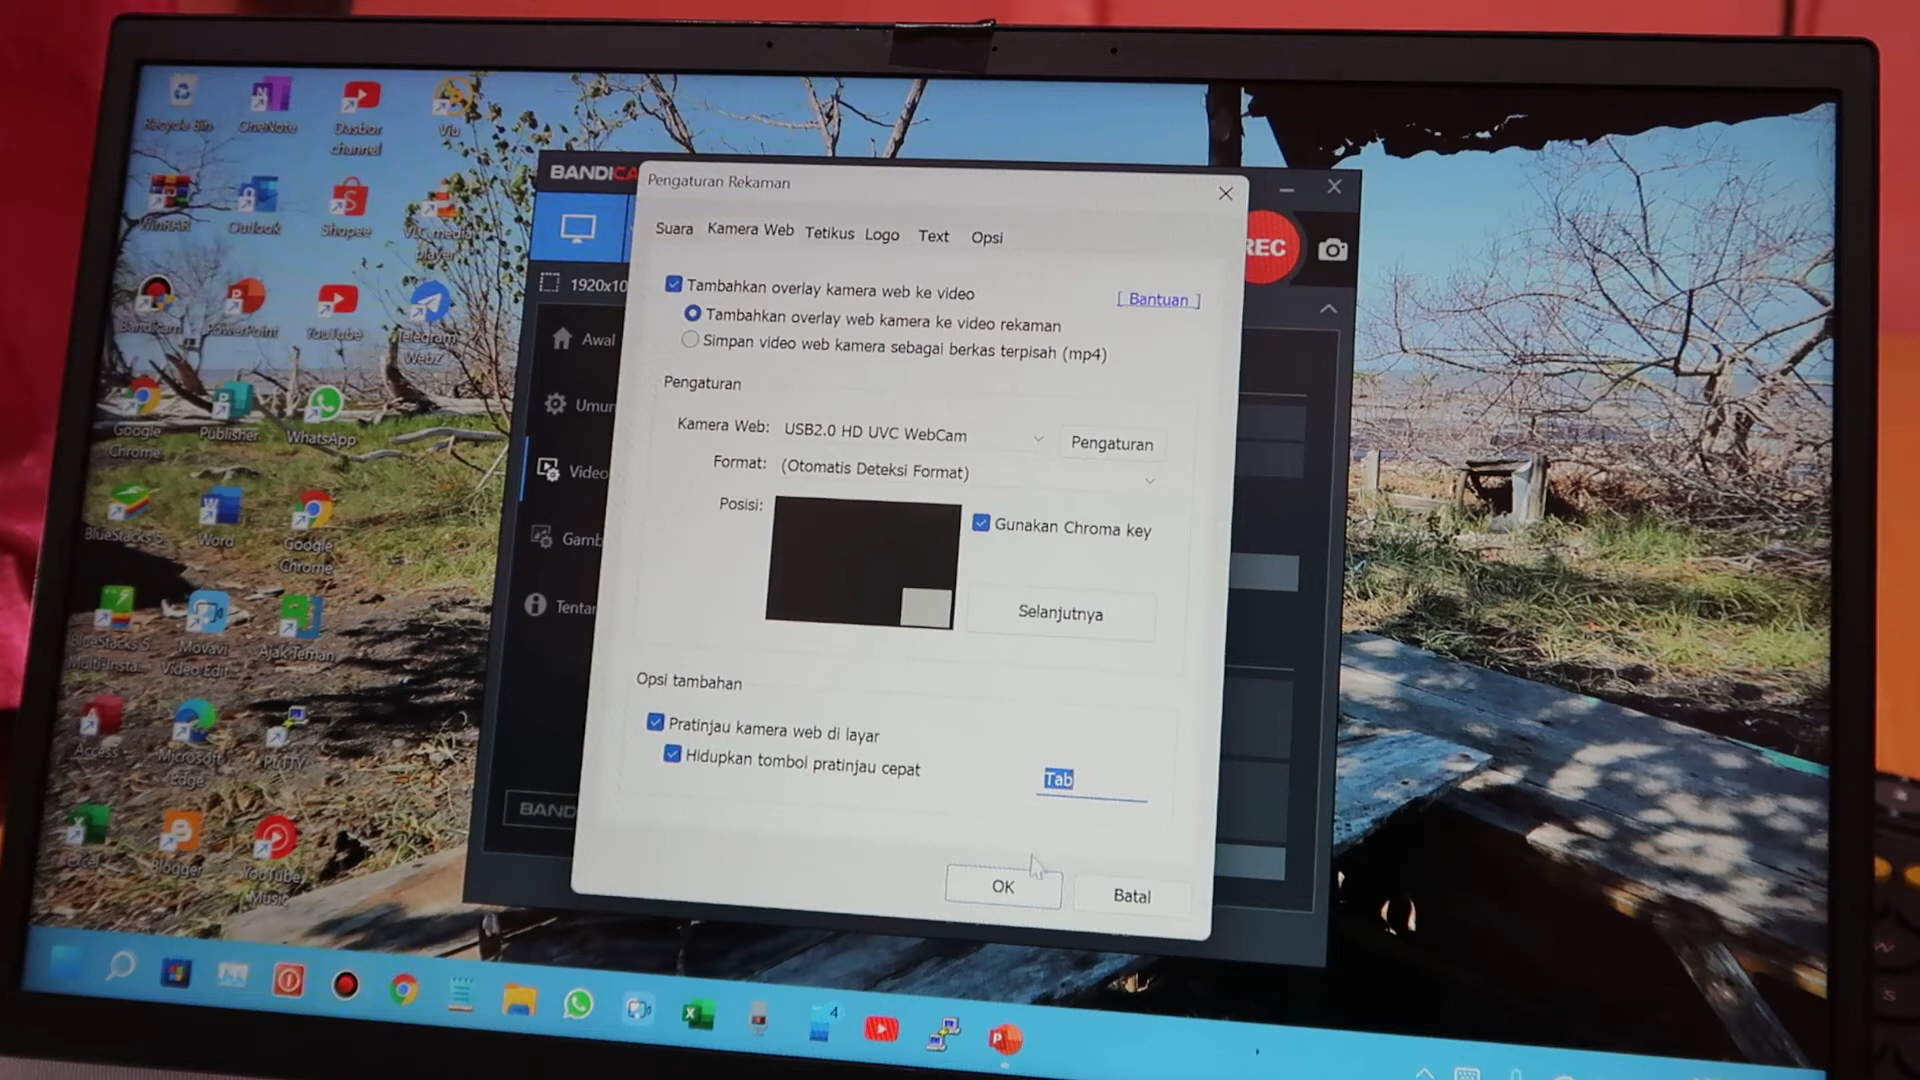 Recycle Bin
OneNote
Dasbor
channel
Viu
WinRAR
Outlook
Shopee
VLC media
player
Bandicam
PowerPoint
YouTube
Telegram
WebZ
Google
Chrome
Publisher
WhatsApp
BlueStacks 5
Word
Google
Chrome
BlueStacks 5
Multi-Insta...
Movavi
Video Edit...
Ajak Teman
Access
Microsoft
Edge
PuTTY
Excel
Blogger
YouTube
Music
BANDICA
REC
1920x10
Awal
Umum
Video
Gamb
Tentan
BAND
Pengaturan Rekaman
Suara Kamera Web Tetikus Logo Text Opsi
Tambahkan overlay kamera web ke video
[ Bantuan ]
Tambahkan overlay web kamera ke video rekaman
Simpan video web kamera sebagai berkas terpisah (mp4)
Pengaturan
Kamera Web: USB2.0 HD UVC WebCam
Pengaturan
Format: (Otomatis Deteksi Format)
Posisi:
Gunakan Chroma key
Selanjutnya
Opsi tambahan
Pratinjau kamera web di layar
Hidupkan tombol pratinjau cepat
Tab
OK
Batal
4